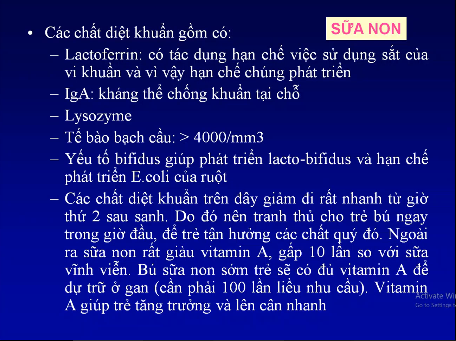 SỮA NON
• Các chất diệt khuẩn gồm có:
– Lactoferrin: có tác dụng hạn chế việc sử dụng sắt của
vi khuẩn và vì vậy hạn chế chúng phát triển
– IgA: kháng thể chống khuẩn tại chỗ
– Lysozyme
– Tế bào bạch cầu: > 4000/mm3
– Yếu tố bifidus giúp phát triển lacto-bifidus và hạn chế
phát triển E.coli của ruột
– Các chất diệt khuẩn trên đây giảm đi rất nhanh từ giờ
thứ 2 sau sanh. Do đó nên tranh thủ cho trẻ bú ngay
trong giờ đầu, để trẻ tận hưởng các chất quý đó. Ngoài
ra sữa non rất giàu vitamin A, gấp 10 lần so với sữa
vĩnh viễn. Bú sữa non sớm trẻ sẽ có đủ vitamin A để
dự trữ ở gan (cần phải 100 lần liều nhu cầu). Vitamin
A giúp trẻ tăng trưởng và lên cân nhanh
Activate Wi
Go to Settings